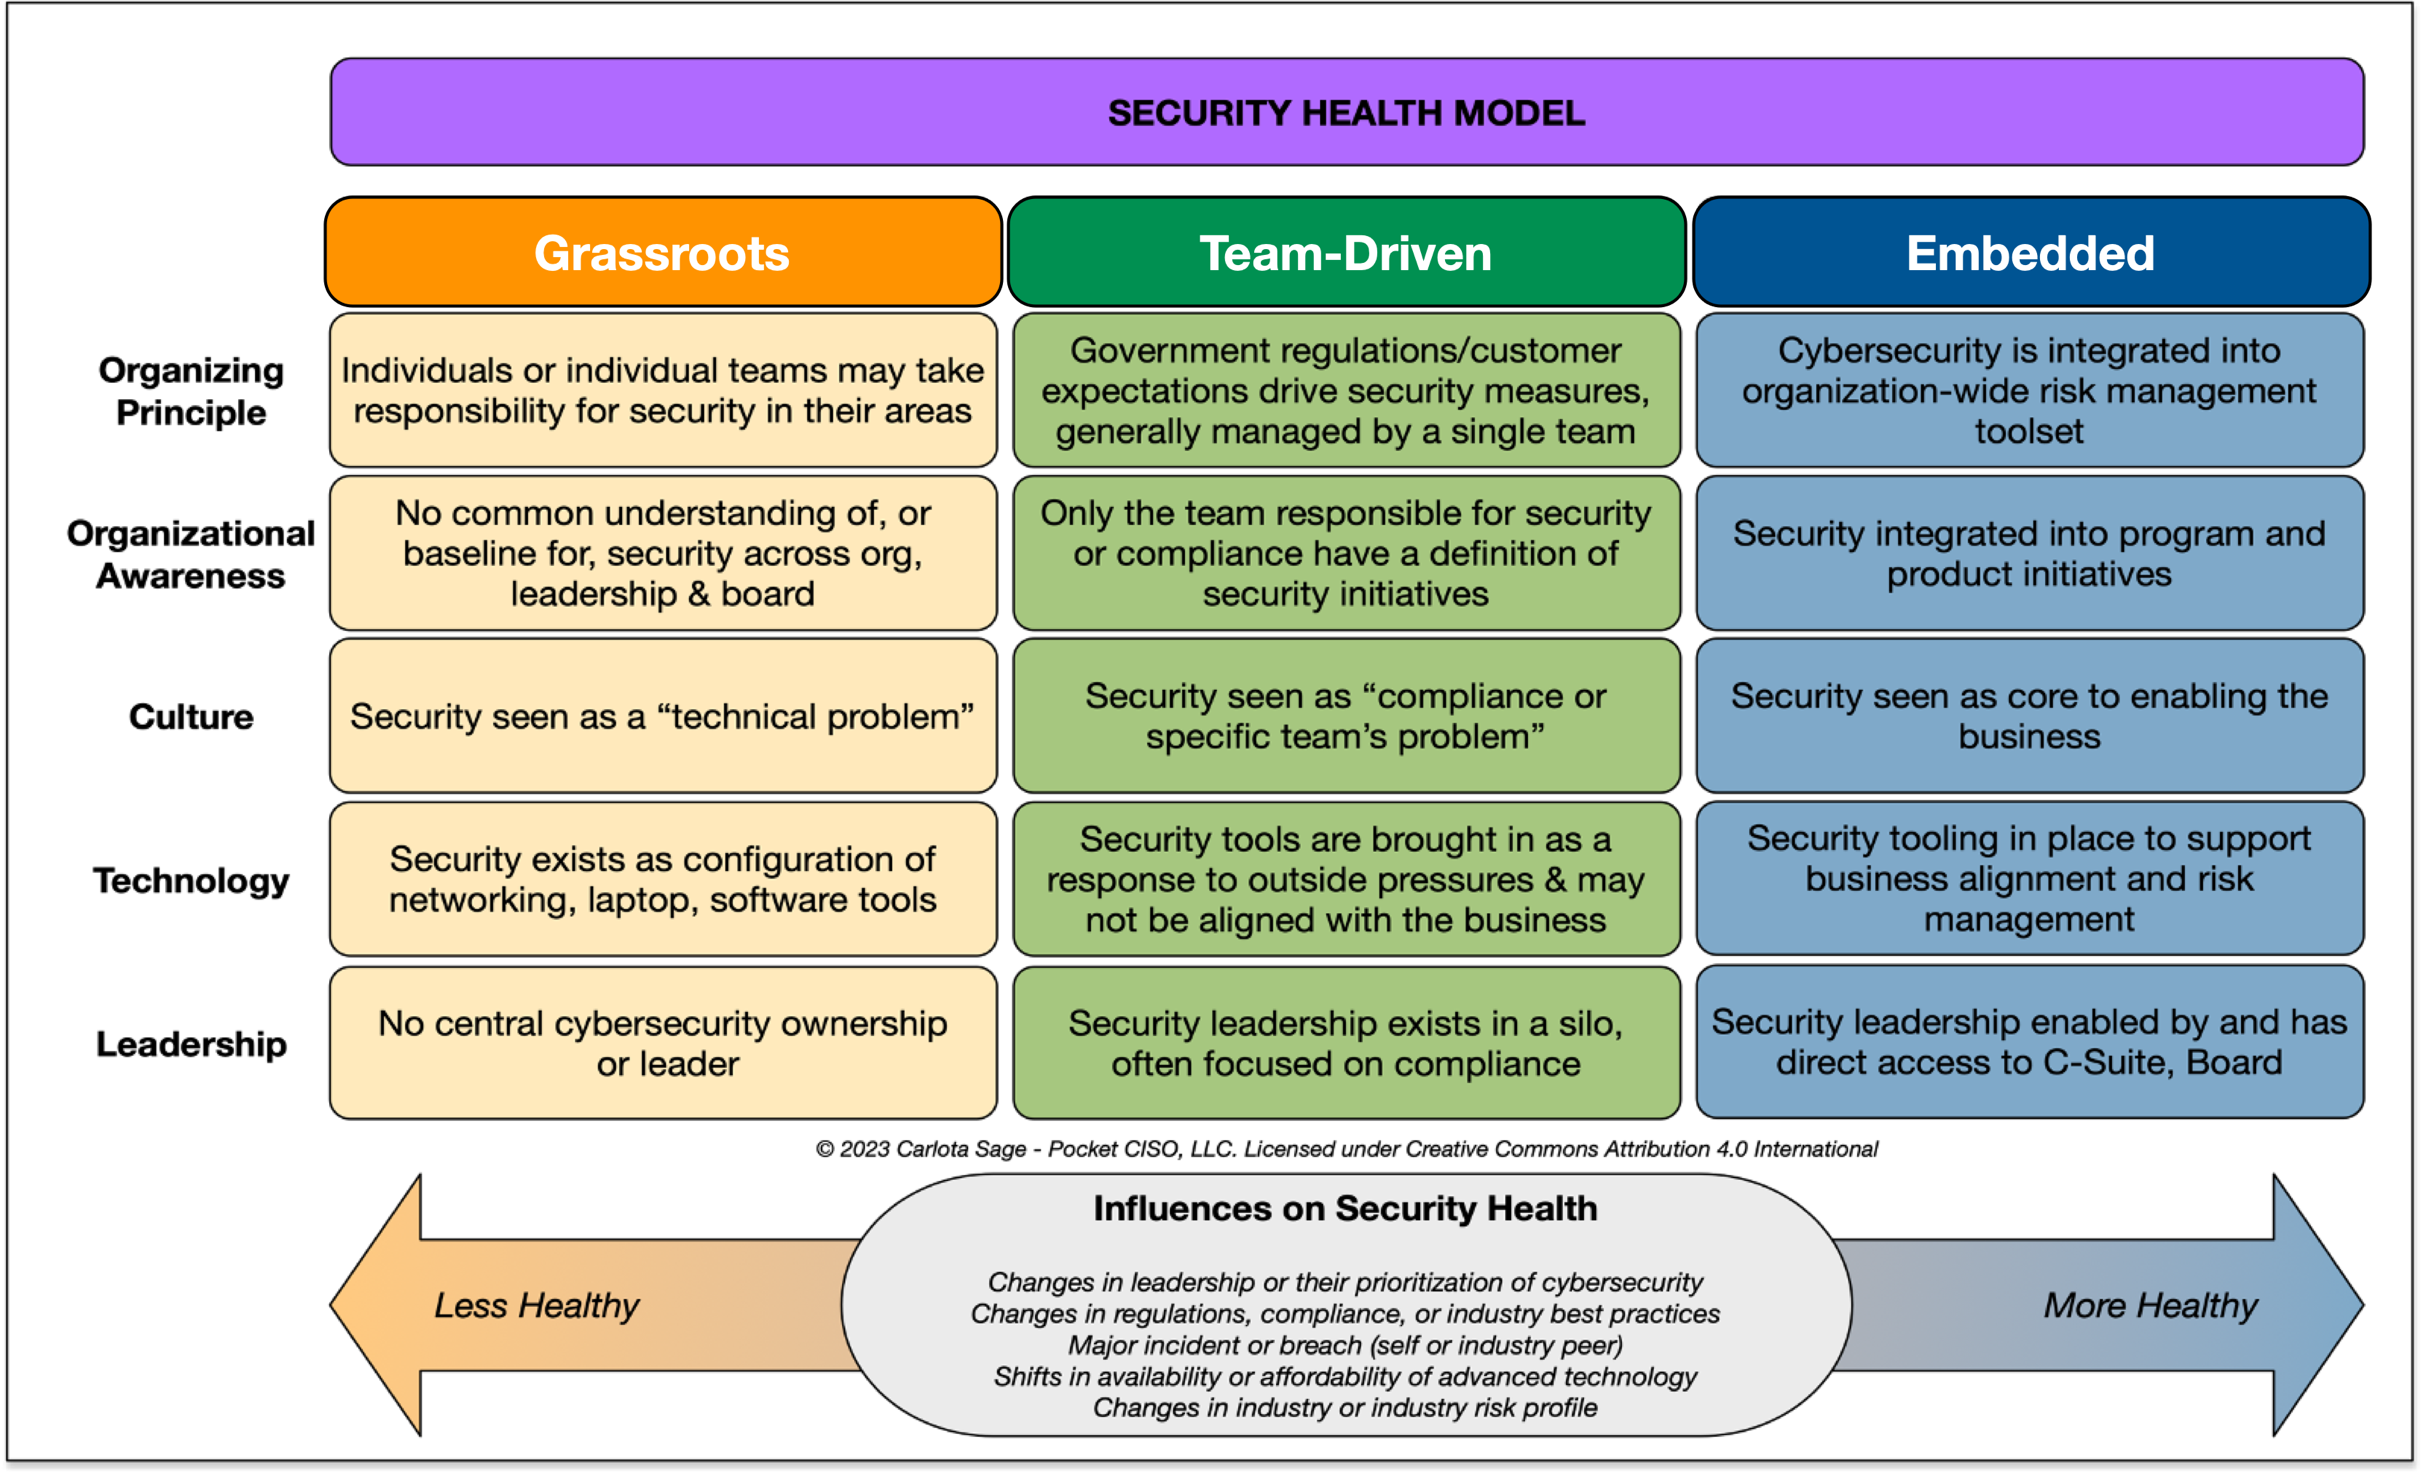 SECURITY HEALTH MODEL
Grassroots
Team-Driven
Embedded
Organizing
Principle
Individuals or individual teams may take
responsibility for security in their areas
Government regulations/customer
expectations drive security measures,
generally managed by a single team
Cybersecurity is integrated into
organization-wide risk management
toolset
Organizational
Awareness
No common understanding of, or
baseline for, security across org,
leadership & board
Only the team responsible for security
or compliance have a definition of
security initiatives
Security integrated into program and
product initiatives
Culture
Security seen as a “technical problem”
Security seen as “compliance or
specific team’s problem”
Security seen as core to enabling the
business
Technology
Security exists as configuration of
networking, laptop, software tools
Security tools are brought in as a
response to outside pressures & may
not be aligned with the business
Security tooling in place to support
business alignment and risk
management
Leadership
No central cybersecurity ownership
or leader
Security leadership exists in a silo,
often focused on compliance
Security leadership enabled by and has
direct access to C-Suite, Board
© 2023 Carlota Sage - Pocket CISO, LLC. Licensed under Creative Commons Attribution 4.0 International
Less Healthy
Influences on Security Health
Changes in leadership or their prioritization of cybersecurity
Changes in regulations, compliance, or industry best practices
Major incident or breach (self or industry peer)
Shifts in availability or affordability of advanced technology
Changes in industry or industry risk profile
More Healthy